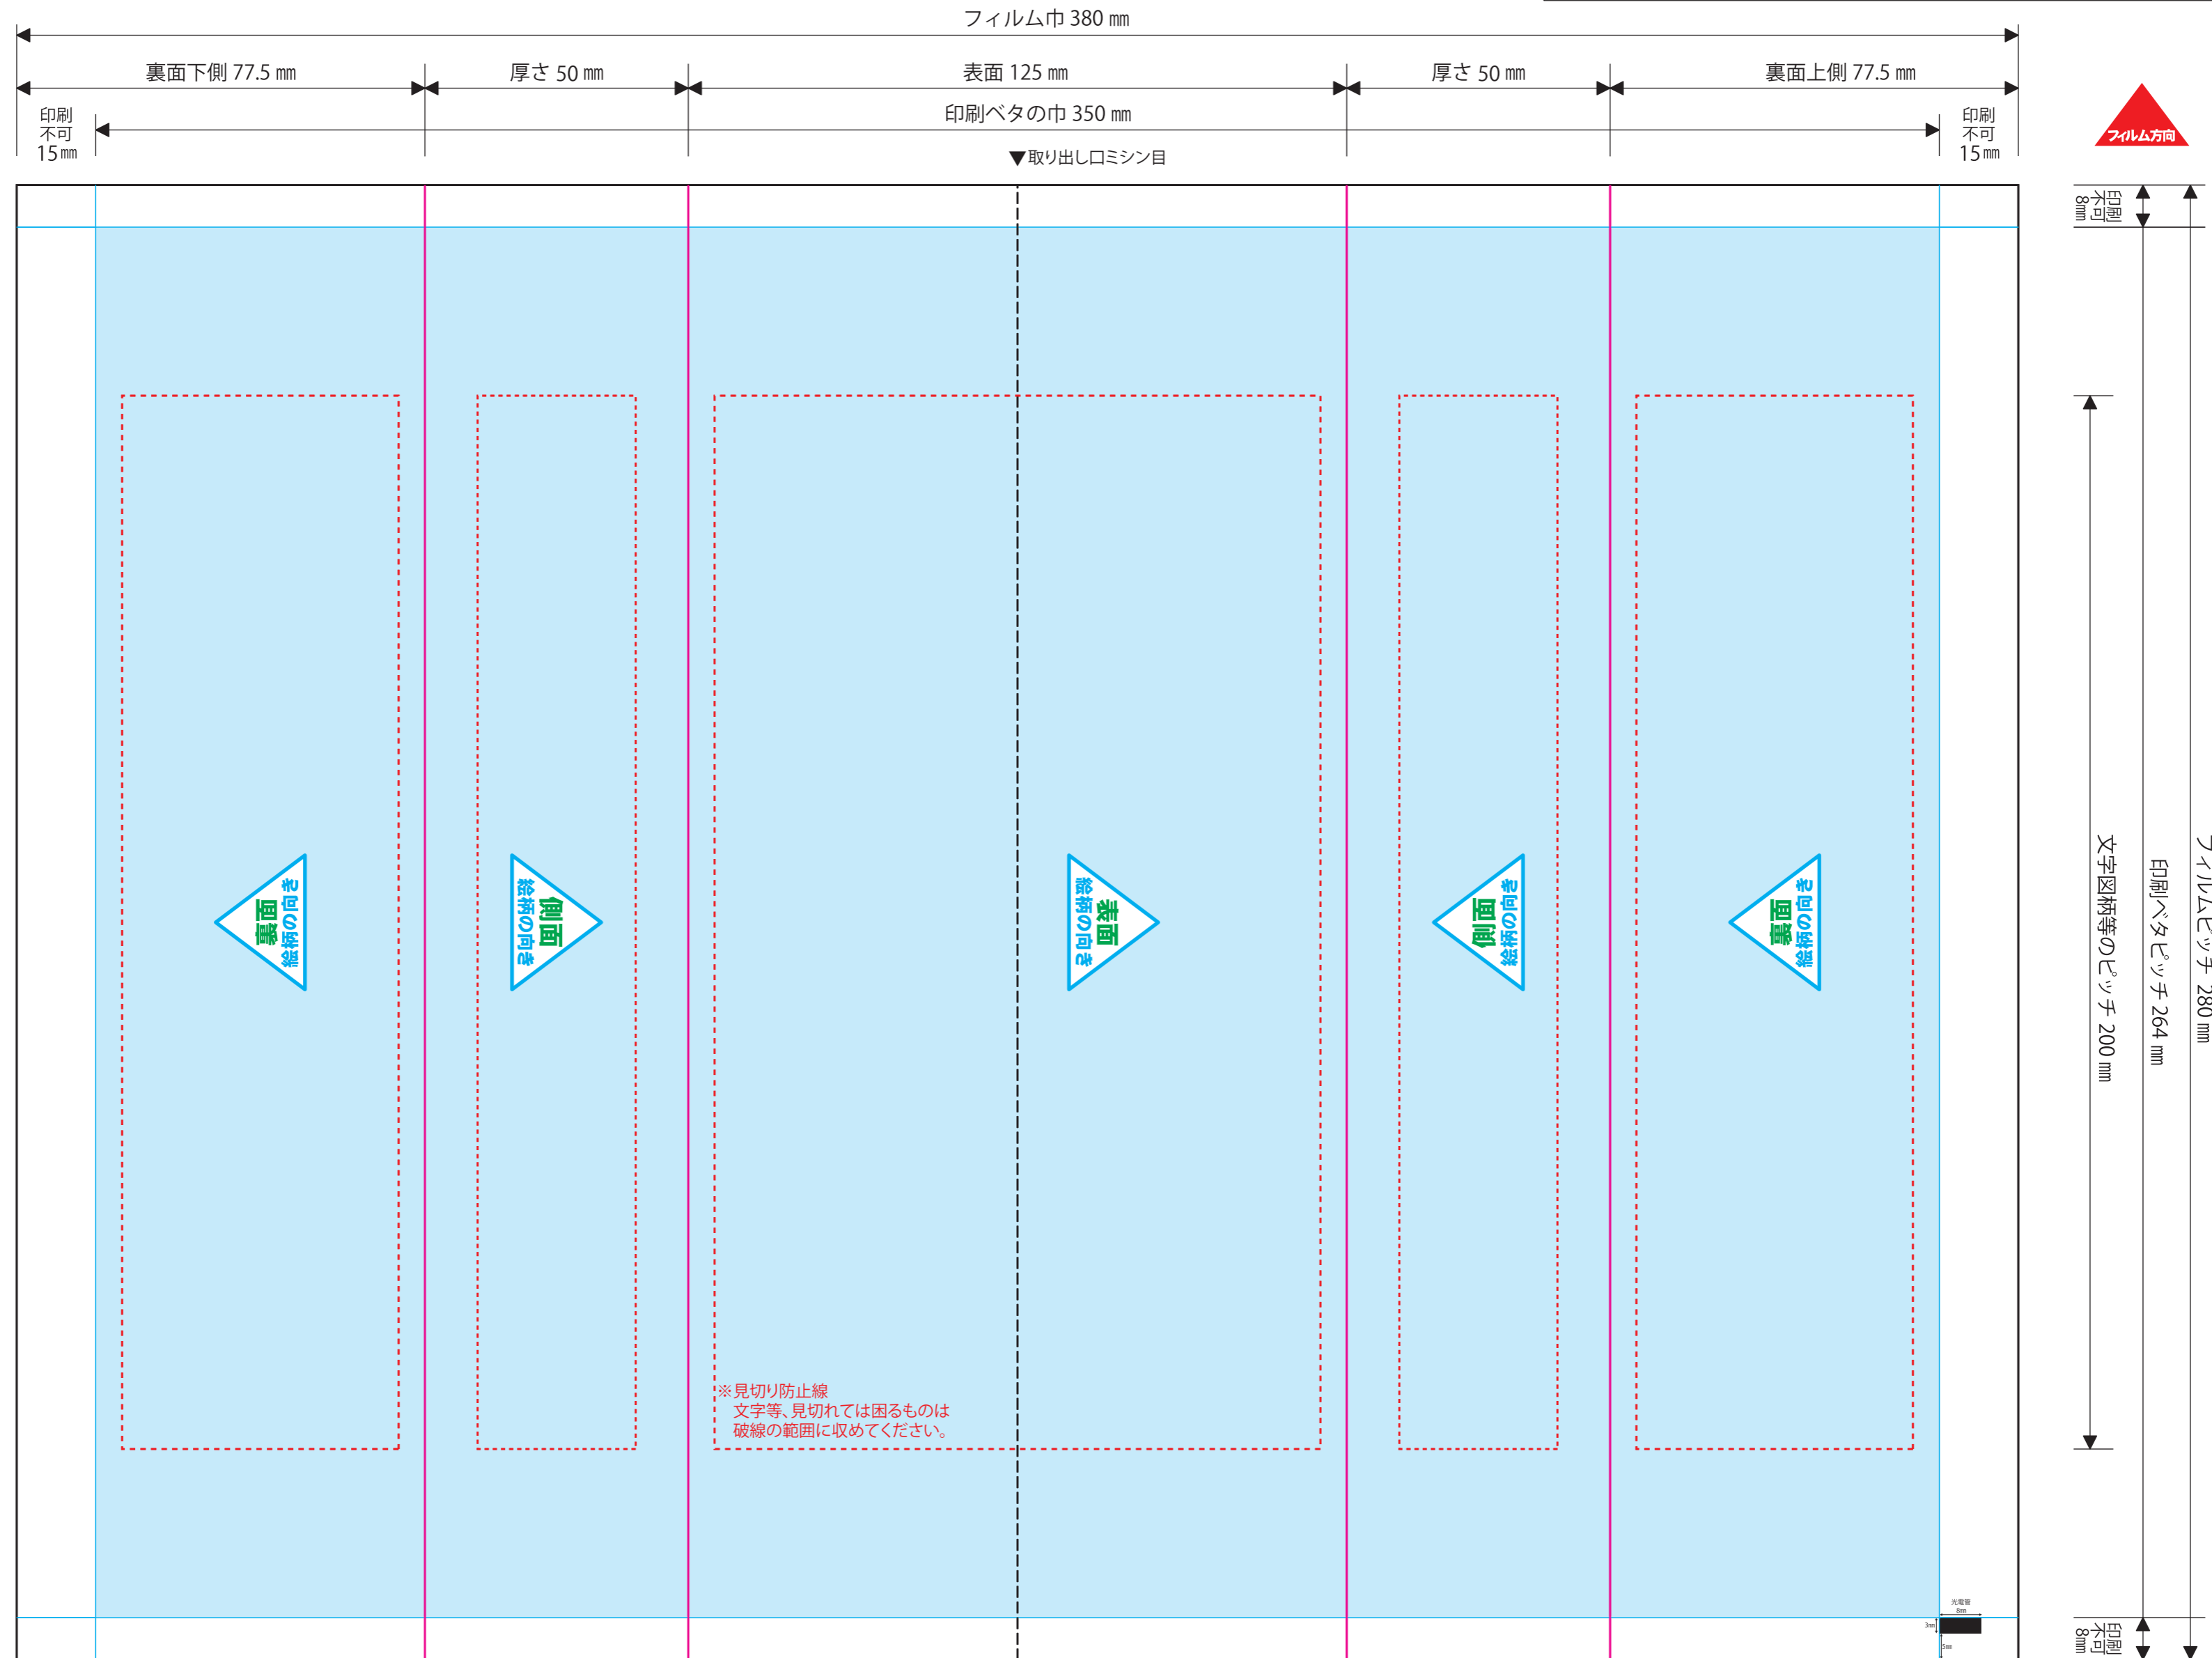 フィルム巾 380 ㎜
裏面下側 77.5 ㎜
厚さ 50 ㎜
表面 125 ㎜
厚さ 50 ㎜
裏面上側 77.5 ㎜
印刷
不可
15㎜
印刷ベタの巾 350 ㎜
印刷
不可
15㎜
▼取り出し口ミシン目
フィルム方向
印刷
不可
8㎜
裏面
絵柄の向き
側面
絵柄の向き
表面
絵柄の向き
側面
絵柄の向き
裏面
絵柄の向き
文字図柄等のピッチ 200 ㎜
印刷ベタピッチ 264 ㎜
フィルムピッチ 280 ㎜
※見切り防止線
文字等、見切れては困るものは
破線の範囲に収めてください。
光電管
8㎜
3㎜
5㎜
印刷
不可
8㎜